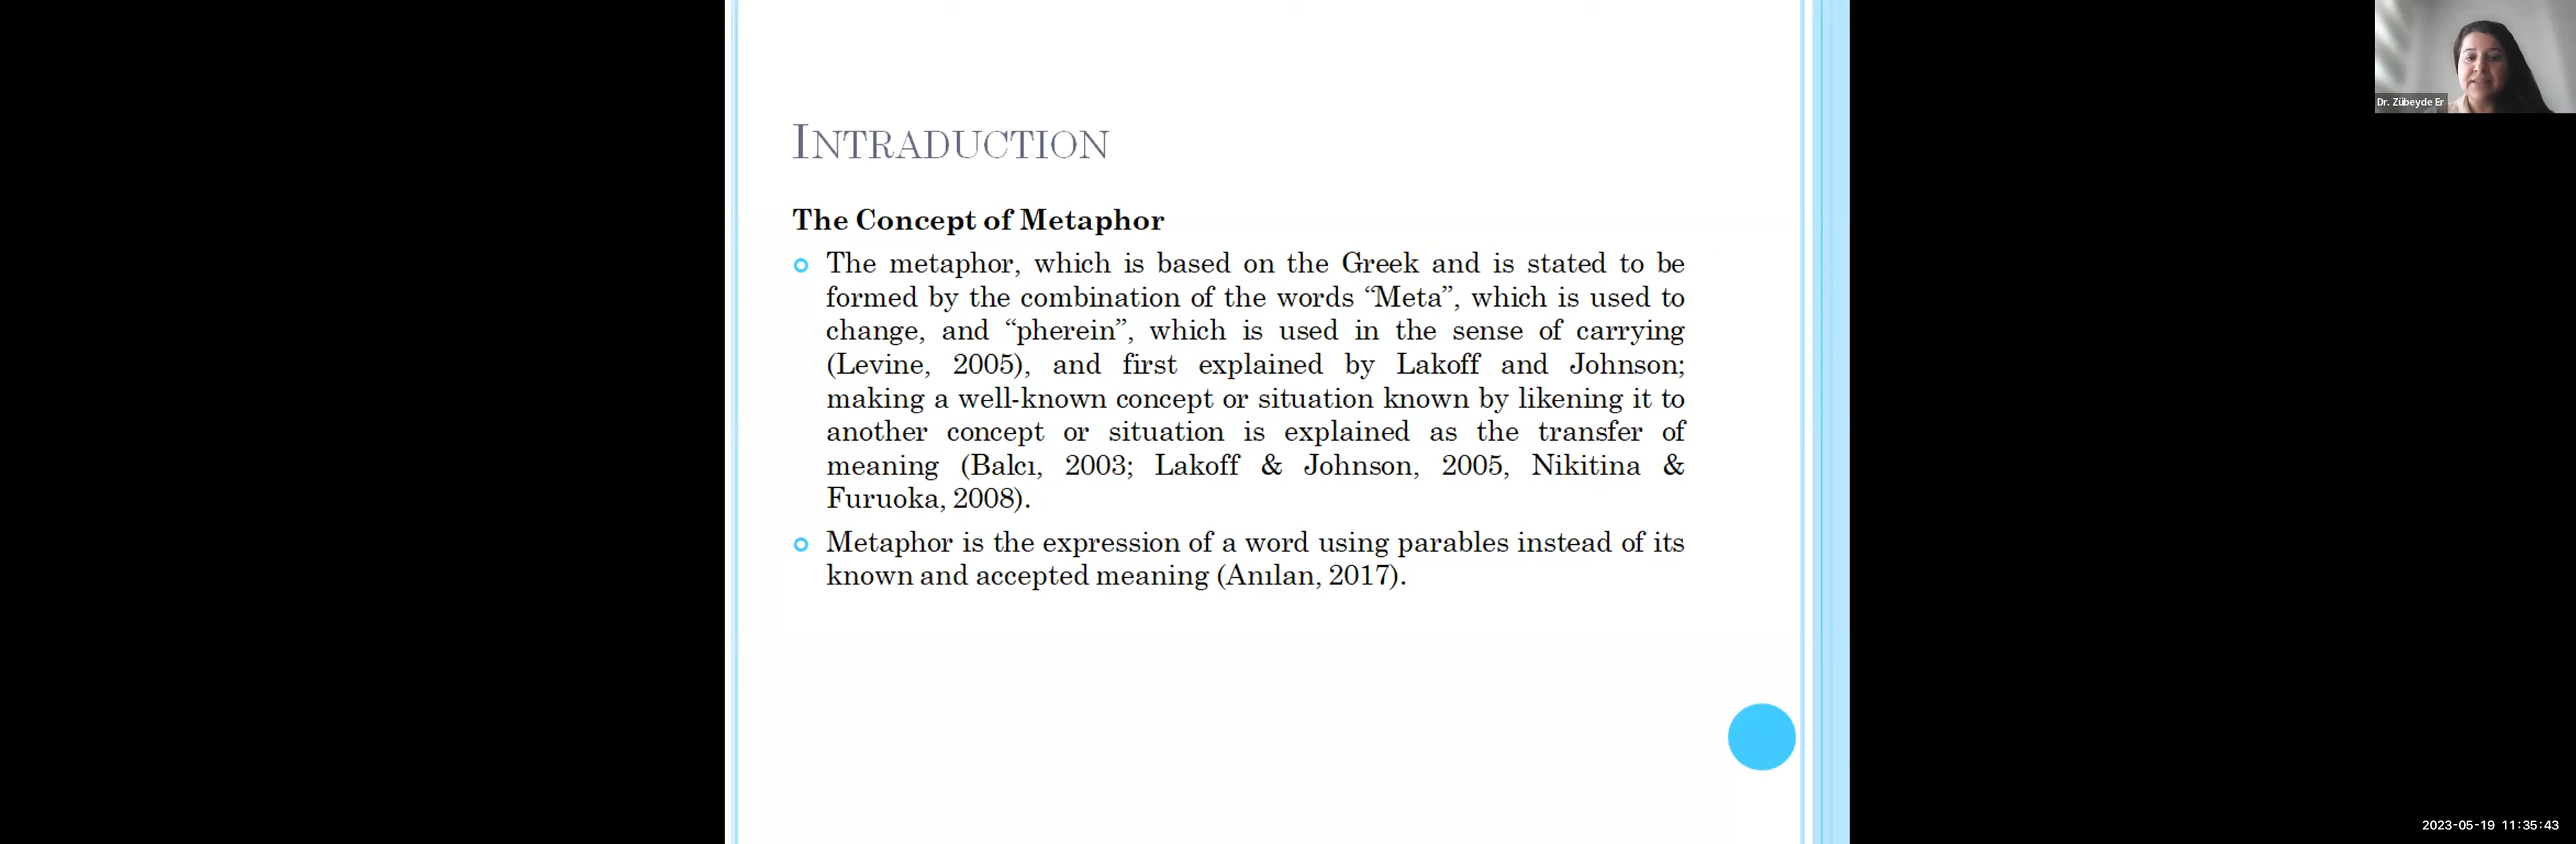 Dr. Zübeyde Er
INTRADUCTION
The Concept of Metaphor
The metaphor, which is based on the Greek and is stated to be
formed by the combination of the words “Meta”, which is used to
change, and “pherein”, which is used in the sense of carrying
(Levine, 2005), and first explained by Lakoff and Johnson;
making a well-known concept or situation known by likening it to
another concept or situation is explained as the transfer of
meaning (Balcı, 2003; Lakoff & Johnson, 2005, Nikitina &
Furuoka, 2008).
Metaphor is the expression of a word using parables instead of its
known and accepted meaning (Anılan, 2017).
2023-05-19 11:35:43